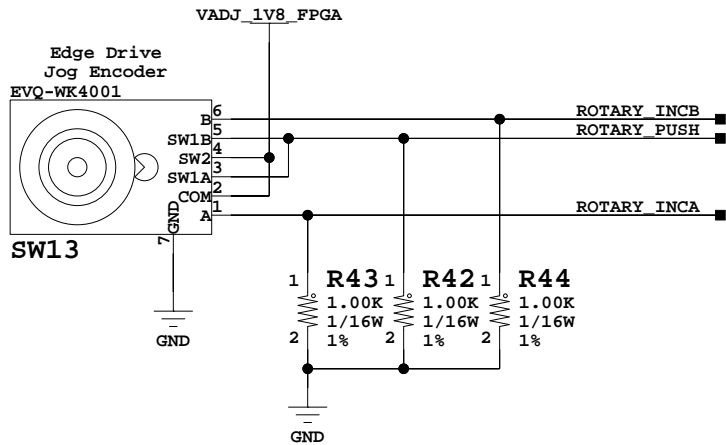 VADJ_1V8_FPGA
Edge Drive
Jog Encoder
EVQ-WK4001
B 6
SW1B 5
SW2 4
SW1A 3
COM 2
A 1
GND 7
SW13
ROTARY_INCB
ROTARY_PUSH
ROTARY_INCA
GND
1 R43
1.00K
1/16W
2 1%
1 R42
1.00K
1/16W
2 1%
1 R44
1.00K
1/16W
2 1%
GND